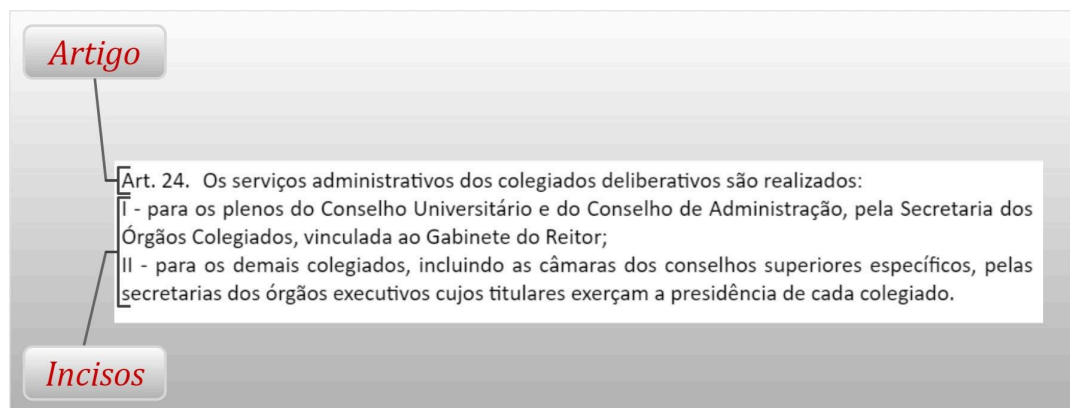 Artigo
Art. 24. Os serviços administrativos dos colegiados deliberativos são realizados:
I - para os plenos do Conselho Universitário e do Conselho de Administração, pela Secretaria dos
Órgãos Colegiados, vinculada ao Gabinete do Reitor;
II - para os demais colegiados, incluindo as câmaras dos conselhos superiores específicos, pelas
secretarias dos órgãos executivos cujos titulares exerçam a presidência de cada colegiado.
Incisos